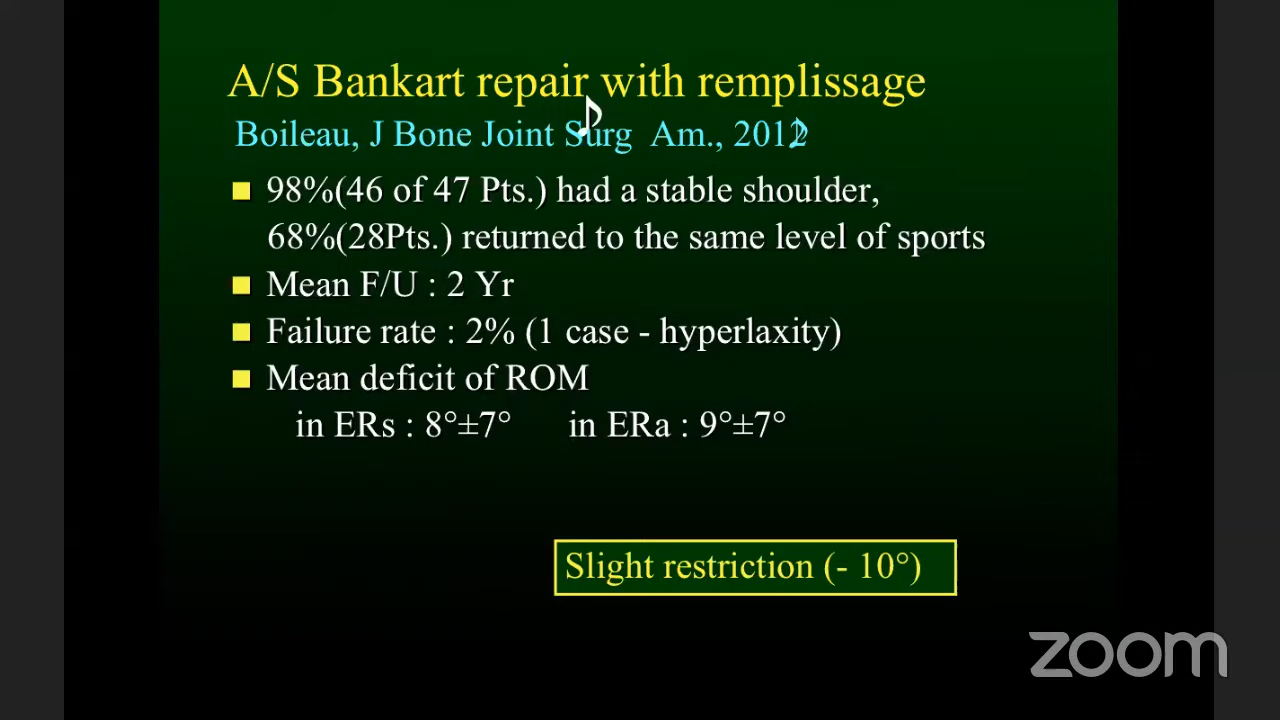 A/S Bankart repair with remplissage
Boileau, J Bone Joint Surg Am., 2012
98%(46 of 47 Pts.) had a stable shoulder,
68%(28Pts.) returned to the same level of sports
Mean F/U : 2 Yr
Failure rate : 2% (1 case - hyperlaxity)
Mean deficit of ROM
in ERs : 8°±7° in ERa : 9°±7°
Slight restriction (- 10°)
zoom